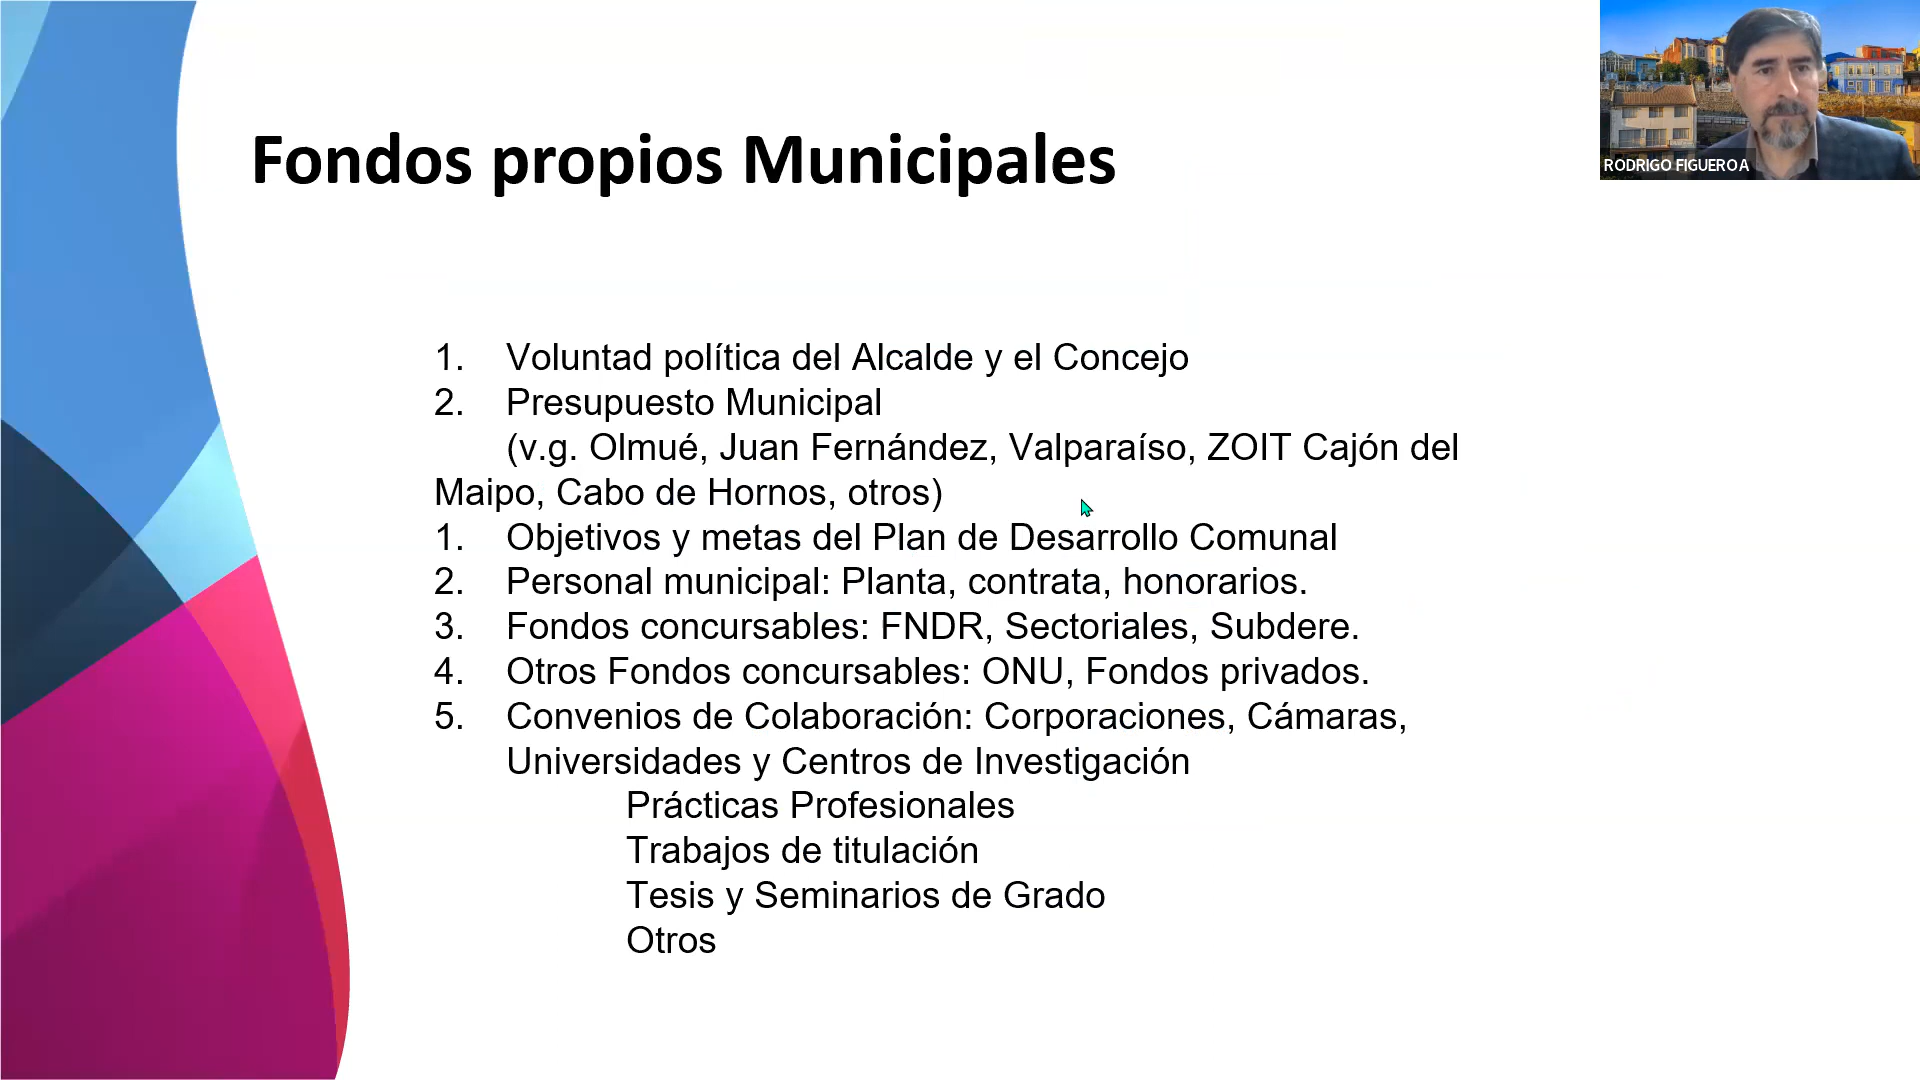 RODRIGO FIGUEROA
Fondos propios Municipales
1. Voluntad política del Alcalde y el Concejo
2. Presupuesto Municipal
(v.g. Olmué, Juan Fernández, Valparaíso, ZOIT Cajón del
Maipo, Cabo de Hornos, otros)
1. Objetivos y metas del Plan de Desarrollo Comunal
2. Personal municipal: Planta, contrata, honorarios.
3. Fondos concursables: FNDR, Sectoriales, Subdere.
4. Otros Fondos concursables: ONU, Fondos privados.
5. Convenios de Colaboración: Corporaciones, Cámaras,
Universidades y Centros de Investigación
Prácticas Profesionales
Trabajos de titulación
Tesis y Seminarios de Grado
Otros